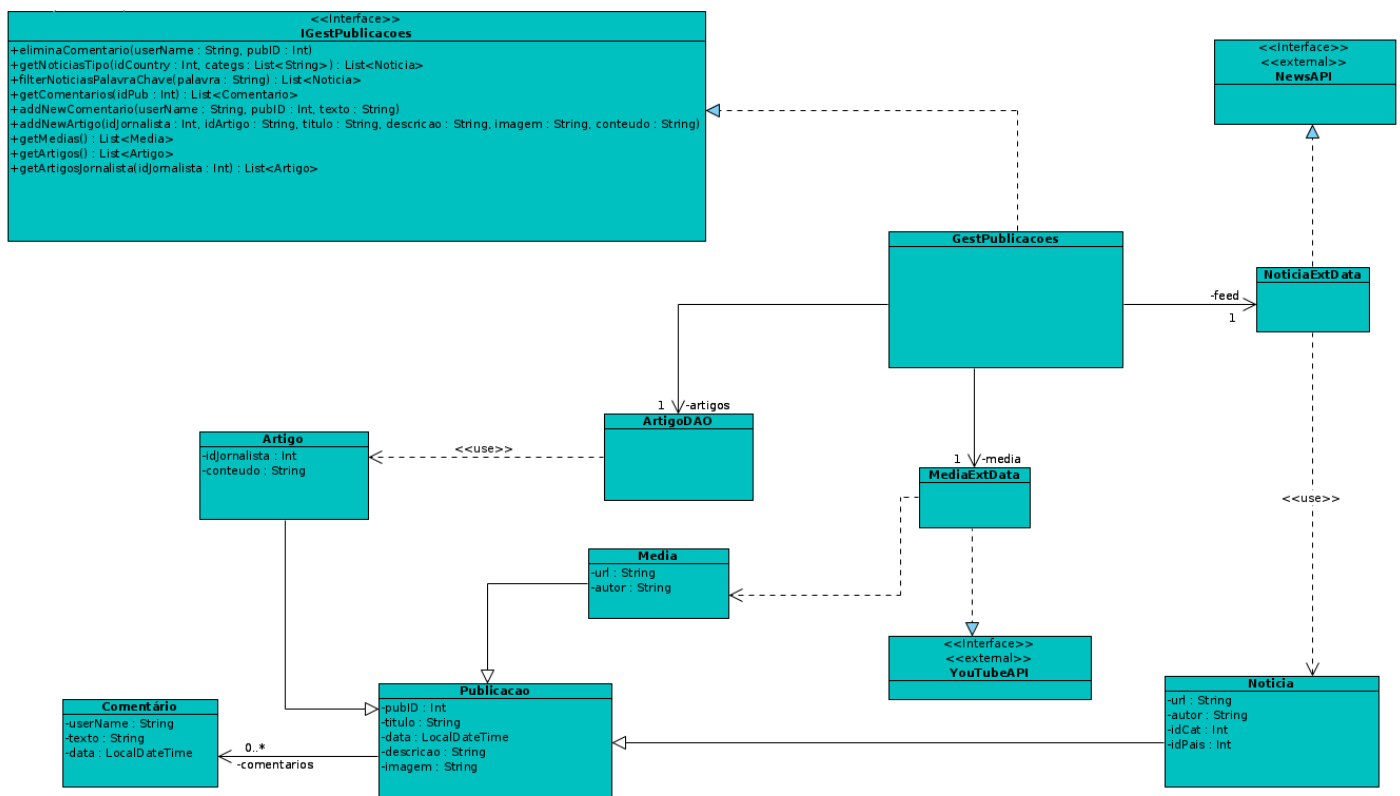 <<Interface>>
IGestPublicacoes
+eliminaComentario(userName : String, pubID : Int)
+getNoticiasTipo(idCountry : Int, categs : List<String>) : List<Noticia>
+filterNoticiasPalavraChave(palavra : String) : List<Noticia>
+getComentarios(idPub : Int) : List<Comentario>
+addNewComentario(userName : String, pubID : Int, texto : String)
+addNewArtigo(idJornalista : Int, idArtigo : String, titulo : String, descricao : String, imagem : String, conteudo : String)
+getMedias() : List<Media>
+getArtigos() : List<Artigo>
+getArtigosJornalista(idJornalista : Int) : List<Artigo>
<<Interface>>
<<external>>
NewsAPI
GestPublicacoes
NoticiaExtData
-feed
1
1
-artigos
ArtigoDAO
<<use>>
Artigo
-idJornalista : Int
-conteudo : String
1
-media
MediaExtData
<<use>>
Media
-url : String
-autor : String
<<Interface>>
<<external>>
YouTubeAPI
Publicacao
-pubID : Int
-titulo : String
-data : LocalDateTime
-descricao : String
-imagem : String
Comentário
-userName : String
-texto : String
-data : LocalDateTime
0..*
-comentarios
Noticia
-url : String
-autor : String
-idCat : Int
-idPais : Int